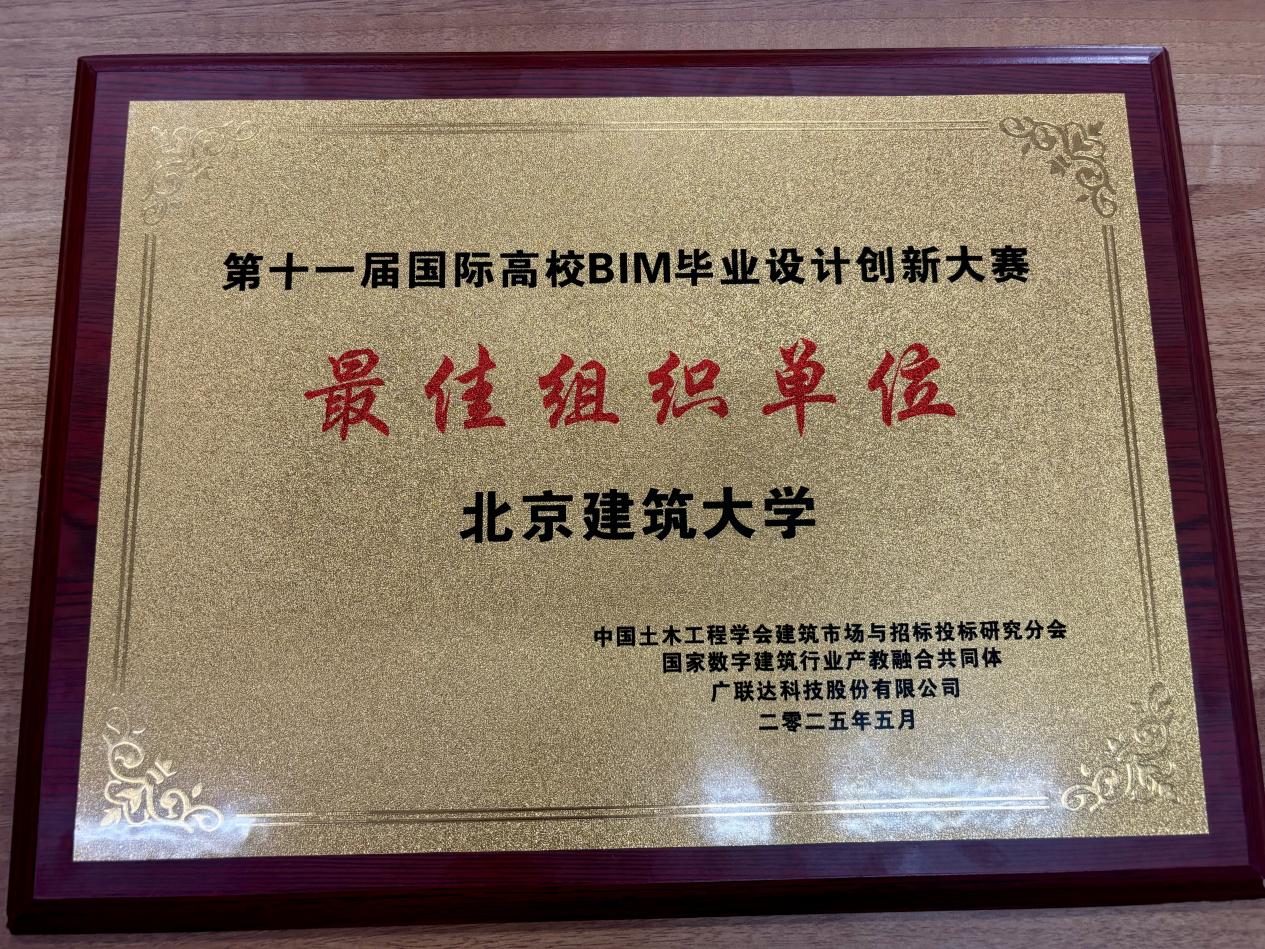 第十一届国际高校BIM毕业设计创新大赛
最佳组织单位
北京建筑大学
中国土木工程学会建筑市场与招标投标研究分会
国家数字建筑行业产教融合共同体
广联达科技股份有限公司
二零二五年五月